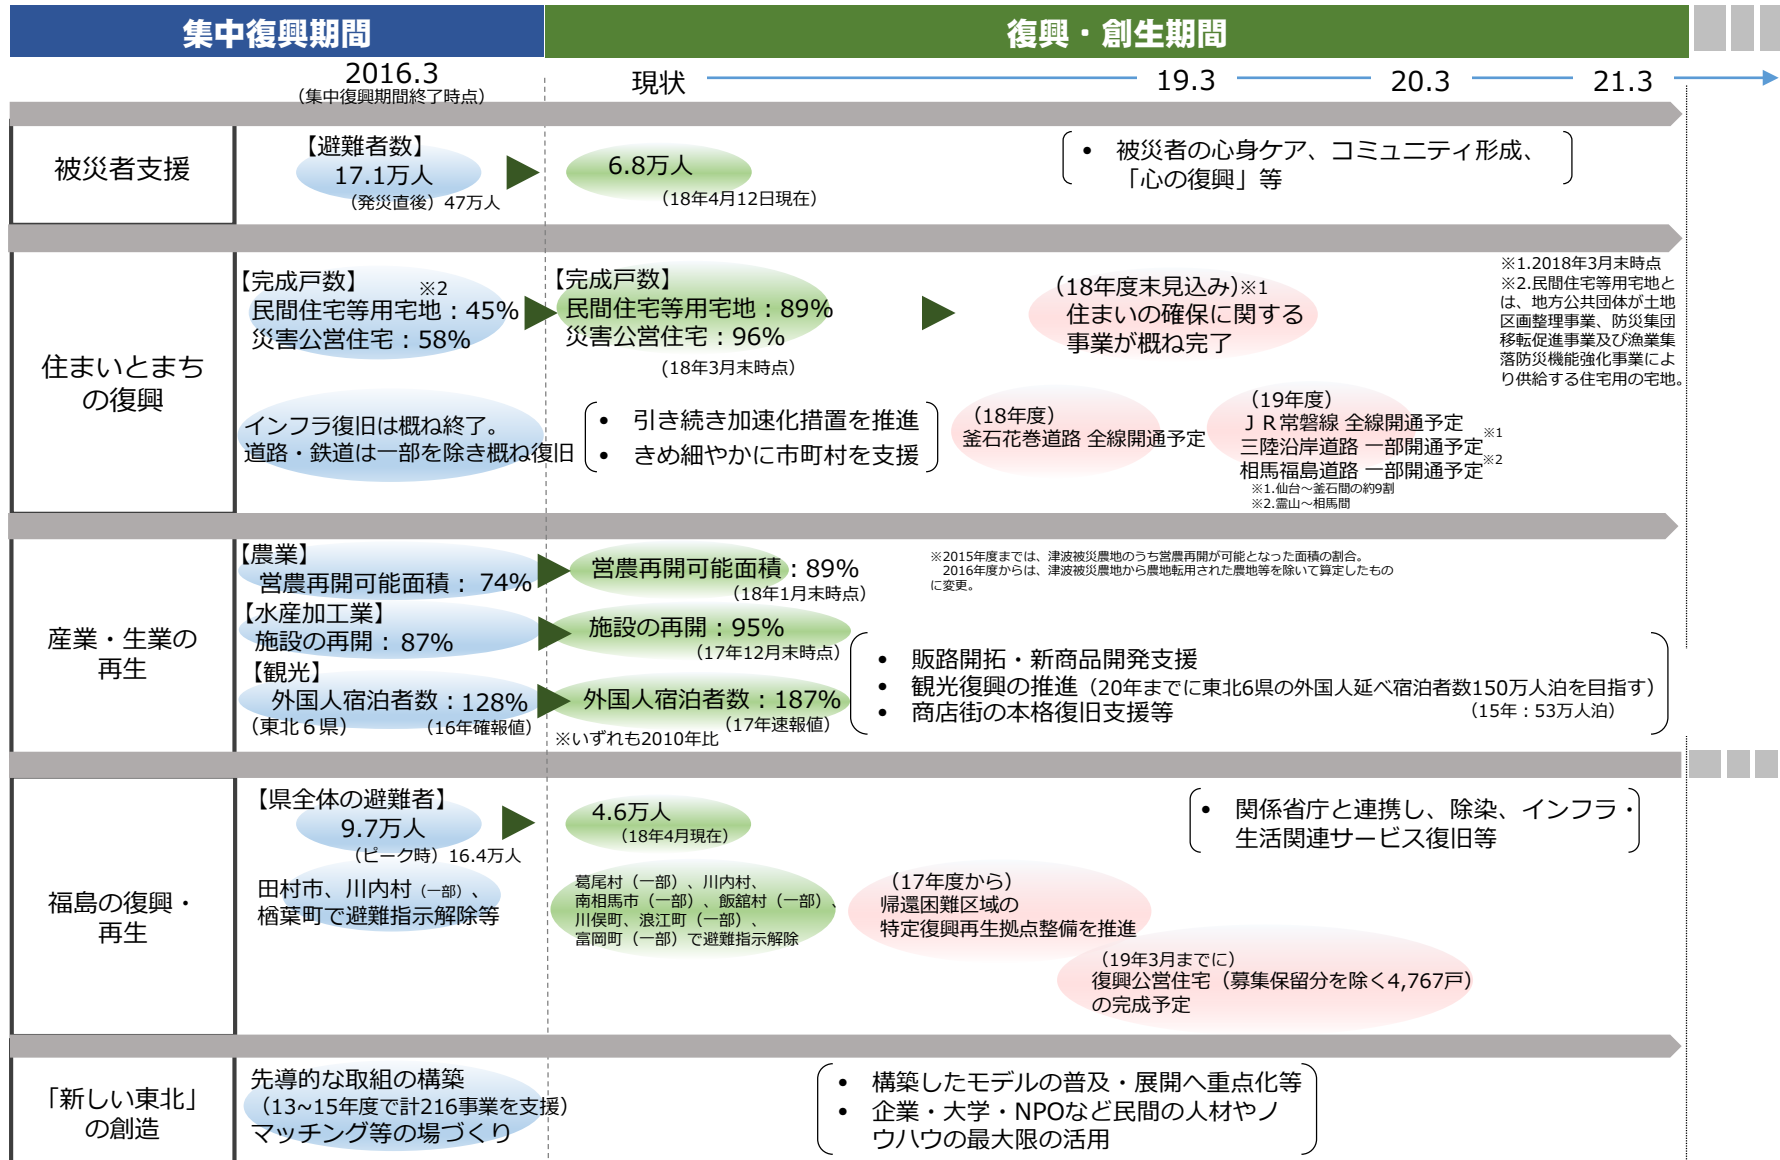 集中復興期間
復興・創生期間
2016.3
（集中復興期間終了時点）
現状
19.3
20.3
21.3
被災者支援
【避難者数】
17.1万人
（発災直後）47万人
6.8万人
（18年4月12日現在）
• 被災者の心身ケア、コミュニティ形成、
「心の復興」等
住まいとまち
の復興
【完成戸数】
※2
民間住宅等用宅地：45%
災害公営住宅：58%
【完成戸数】
民間住宅等用宅地：89%
災害公営住宅：96%
（18年3月末時点）
（18年度末見込み）※1
住まいの確保に関する
事業が概ね完了
※1.2018年3月末時点
※2.民間住宅等用宅地と
は、地方公共団体が土地
区画整理事業、防災集団
移転促進事業及び漁業集
落防災機能強化事業によ
り供給する住宅用の宅地。
インフラ復旧は概ね終了。
道路・鉄道は一部を除き概ね復旧
• 引き続き加速化措置を推進
• きめ細やかに市町村を支援
（18年度）
釜石花巻道路 全線開通予定
（19年度）
ＪＲ常磐線 全線開通予定
三陸沿岸道路 一部開通予定※1
相馬福島道路 一部開通予定※2
※1.仙台～釜石間の約9割
※2.霊山～相馬間
産業・生業の
再生
【農業】
営農再開可能面積：74%
【水産加工業】
施設の再開：87%
【観光】
外国人宿泊者数：128%
（東北６県）
（16年確報値）
営農再開可能面積：89%
（18年1月末時点）
施設の再開：95%
（17年12月末時点）
外国人宿泊者数：187%
（17年速報値）
※いずれも2010年比
※2015年度までは、津波被災農地のうち営農再開が可能となった面積の割合。
2016年度からは、津波被災農地から農地転用された農地等を除いて算定したもの
に変更。
• 販路開拓・新商品開発支援
• 観光復興の推進（20年までに東北6県の外国人延べ宿泊者数150万人泊を目指す）
• 商店街の本格復旧支援等
（15年：53万人泊）
福島の復興・
再生
【県全体の避難者】
9.7万人
（ピーク時）16.4万人
田村市、川内村（一部）、
楢葉町で避難指示解除等
4.6万人
（18年4月現在）
葛尾村（一部）、川内村、
南相馬市（一部）、飯舘村（一部）、
川俣町、浪江町（一部）、
富岡町（一部）で避難指示解除
（17年度から）
帰還困難区域の
特定復興再生拠点整備を推進
• 関係省庁と連携し、除染、インフラ・
生活関連サービス復旧等
（19年3月までに）
復興公営住宅（募集保留分を除く4,767戸）
の完成予定
「新しい東北」
の創造
先導的な取組の構築
（13~15年度で計216事業を支援）
マッチング等の場づくり
• 構築したモデルの普及・展開へ重点化等
• 企業・大学・NPOなど民間の人材やノ
ウハウの最大限の活用